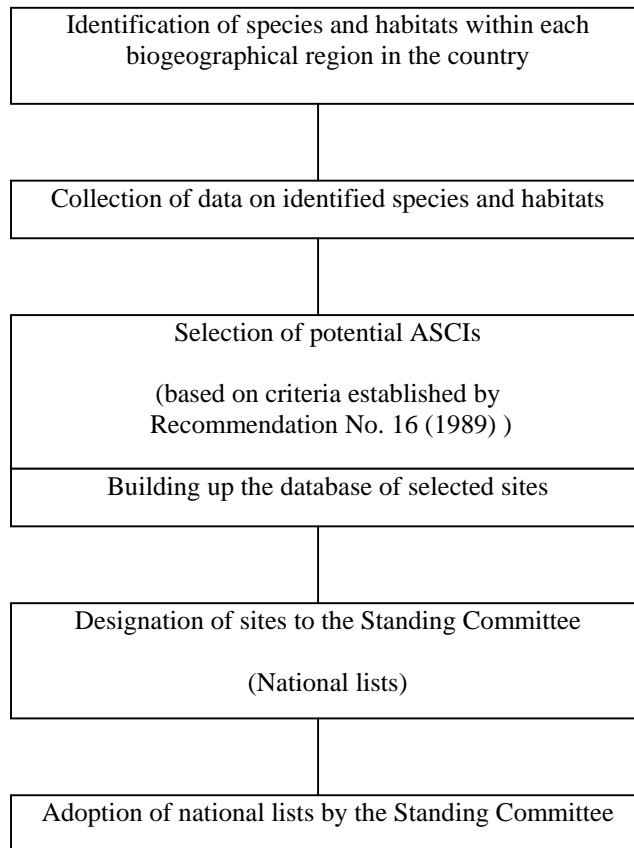 Identification of species and habitats within each
biogeographical region in the country
Collection of data on identified species and habitats
Selection of potential ASCIs
(based on criteria established by
Recommendation No. 16 (1989) )
Building up the database of selected sites
Designation of sites to the Standing Committee
(National lists)
Adoption of national lists by the Standing Committee